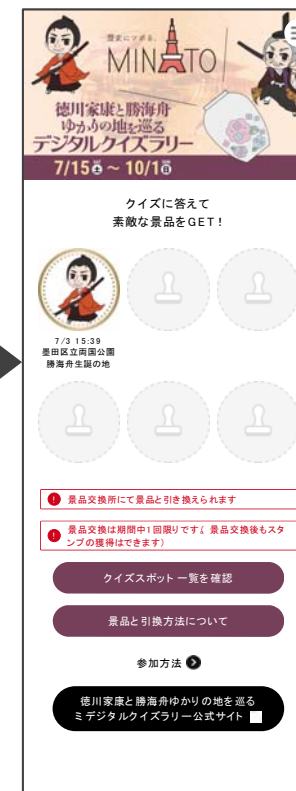 歴史にツボる。
MINATO
徳川家康と勝海舟
ゆかりの地を巡る
デジタルクイズラリー
7/15土～10/1日
クイズに答えて
素敵な景品をGET！
7/3 15:39
墨田区立両国公園
勝海舟生誕の地
! 景品交換所にて景品と引き換えられます
! 景品交換は期間中1回限りです。景品交換後もスタ
ンプの獲得はできます）
クイズスポット一覧を確認
景品と引換方法について
参加方法
徳川家康と勝海舟ゆかりの地を巡る
ミデジタルクイズラリー公式サイト